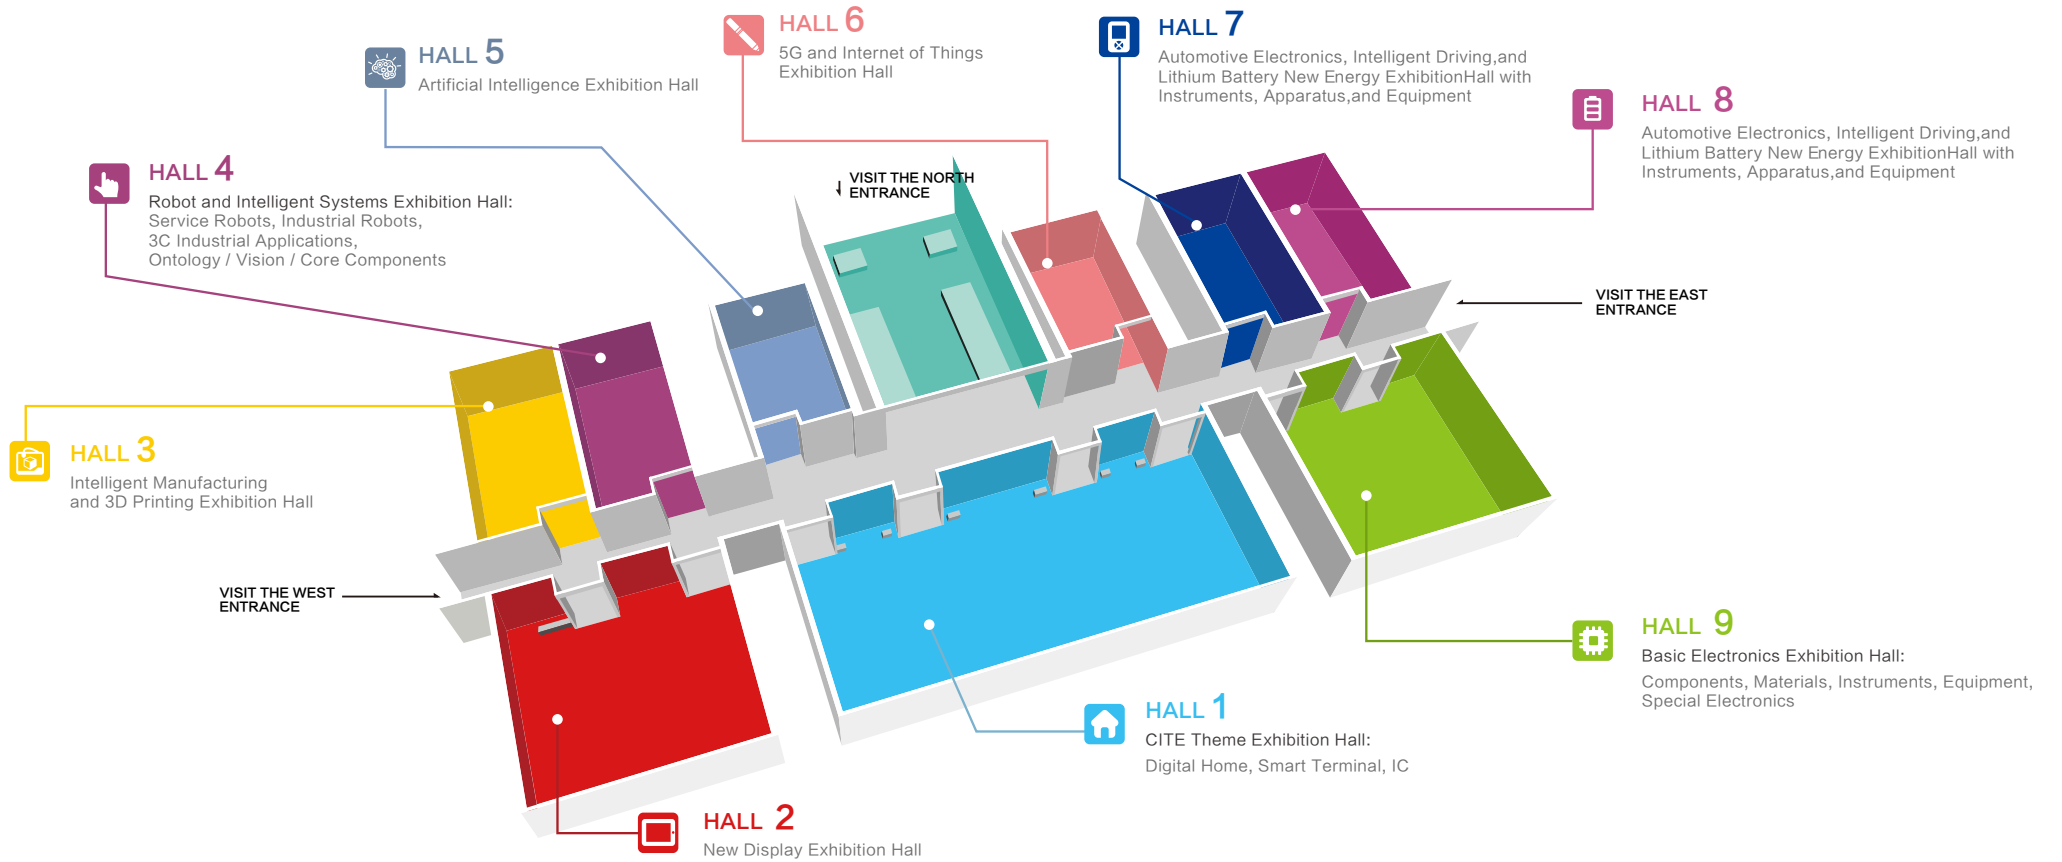 HALL 6
5G and Internet of Things
Exhibition Hall
HALL 7
Automotive Electronics, Intelligent Driving,and
Lithium Battery New Energy ExhibitionHall with
Instruments, Apparatus,and Equipment
HALL 5
Artificial Intelligence Exhibition Hall
HALL 8
Automotive Electronics, Intelligent Driving,and
Lithium Battery New Energy ExhibitionHall with
Instruments, Apparatus,and Equipment
HALL 4
Robot and Intelligent Systems Exhibition Hall:
Service Robots, Industrial Robots,
3C Industrial Applications,
Ontology / Vision / Core Components
VISIT THE NORTH
ENTRANCE
VISIT THE EAST
ENTRANCE
HALL 3
Intelligent Manufacturing
and 3D Printing Exhibition Hall
VISIT THE WEST
ENTRANCE
HALL 9
Basic Electronics Exhibition Hall:
Components, Materials, Instruments, Equipment,
Special Electronics
HALL 1
CITE Theme Exhibition Hall:
Digital Home, Smart Terminal, IC
HALL 2
New Display Exhibition Hall